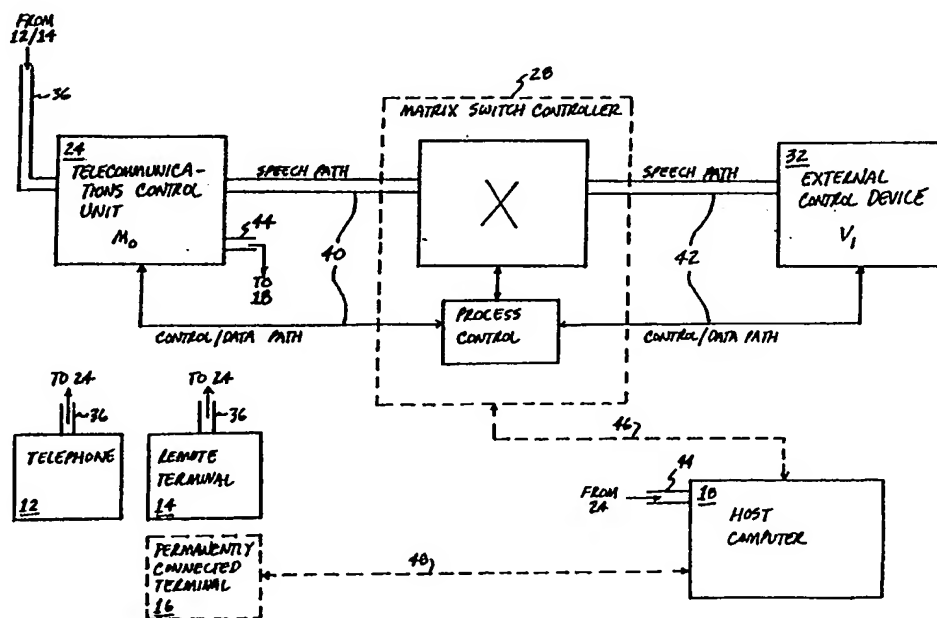 FROM
12/14
36
28
MATRIX SWITCH CONTROLLER
24
TELECOMMUNICA-
TIONS CONTROL
UNIT
M0
SPEECH PATH
SPEECH PATH
32
EXTERNAL
CONTROL DEVICE
V1
44
TO
18
40
42
PROCESS
CONTROL
CONTROL/DATA PATH
CONTROL/DATA PATH
TO 24
TO 24
36
36
TELEPHONE
12
REMOTE
TERMINAL
14
46
44
FROM
24
18
HOST
COMPUTER
PERMANENTLY
CONNECTED
TERMINAL
16
48